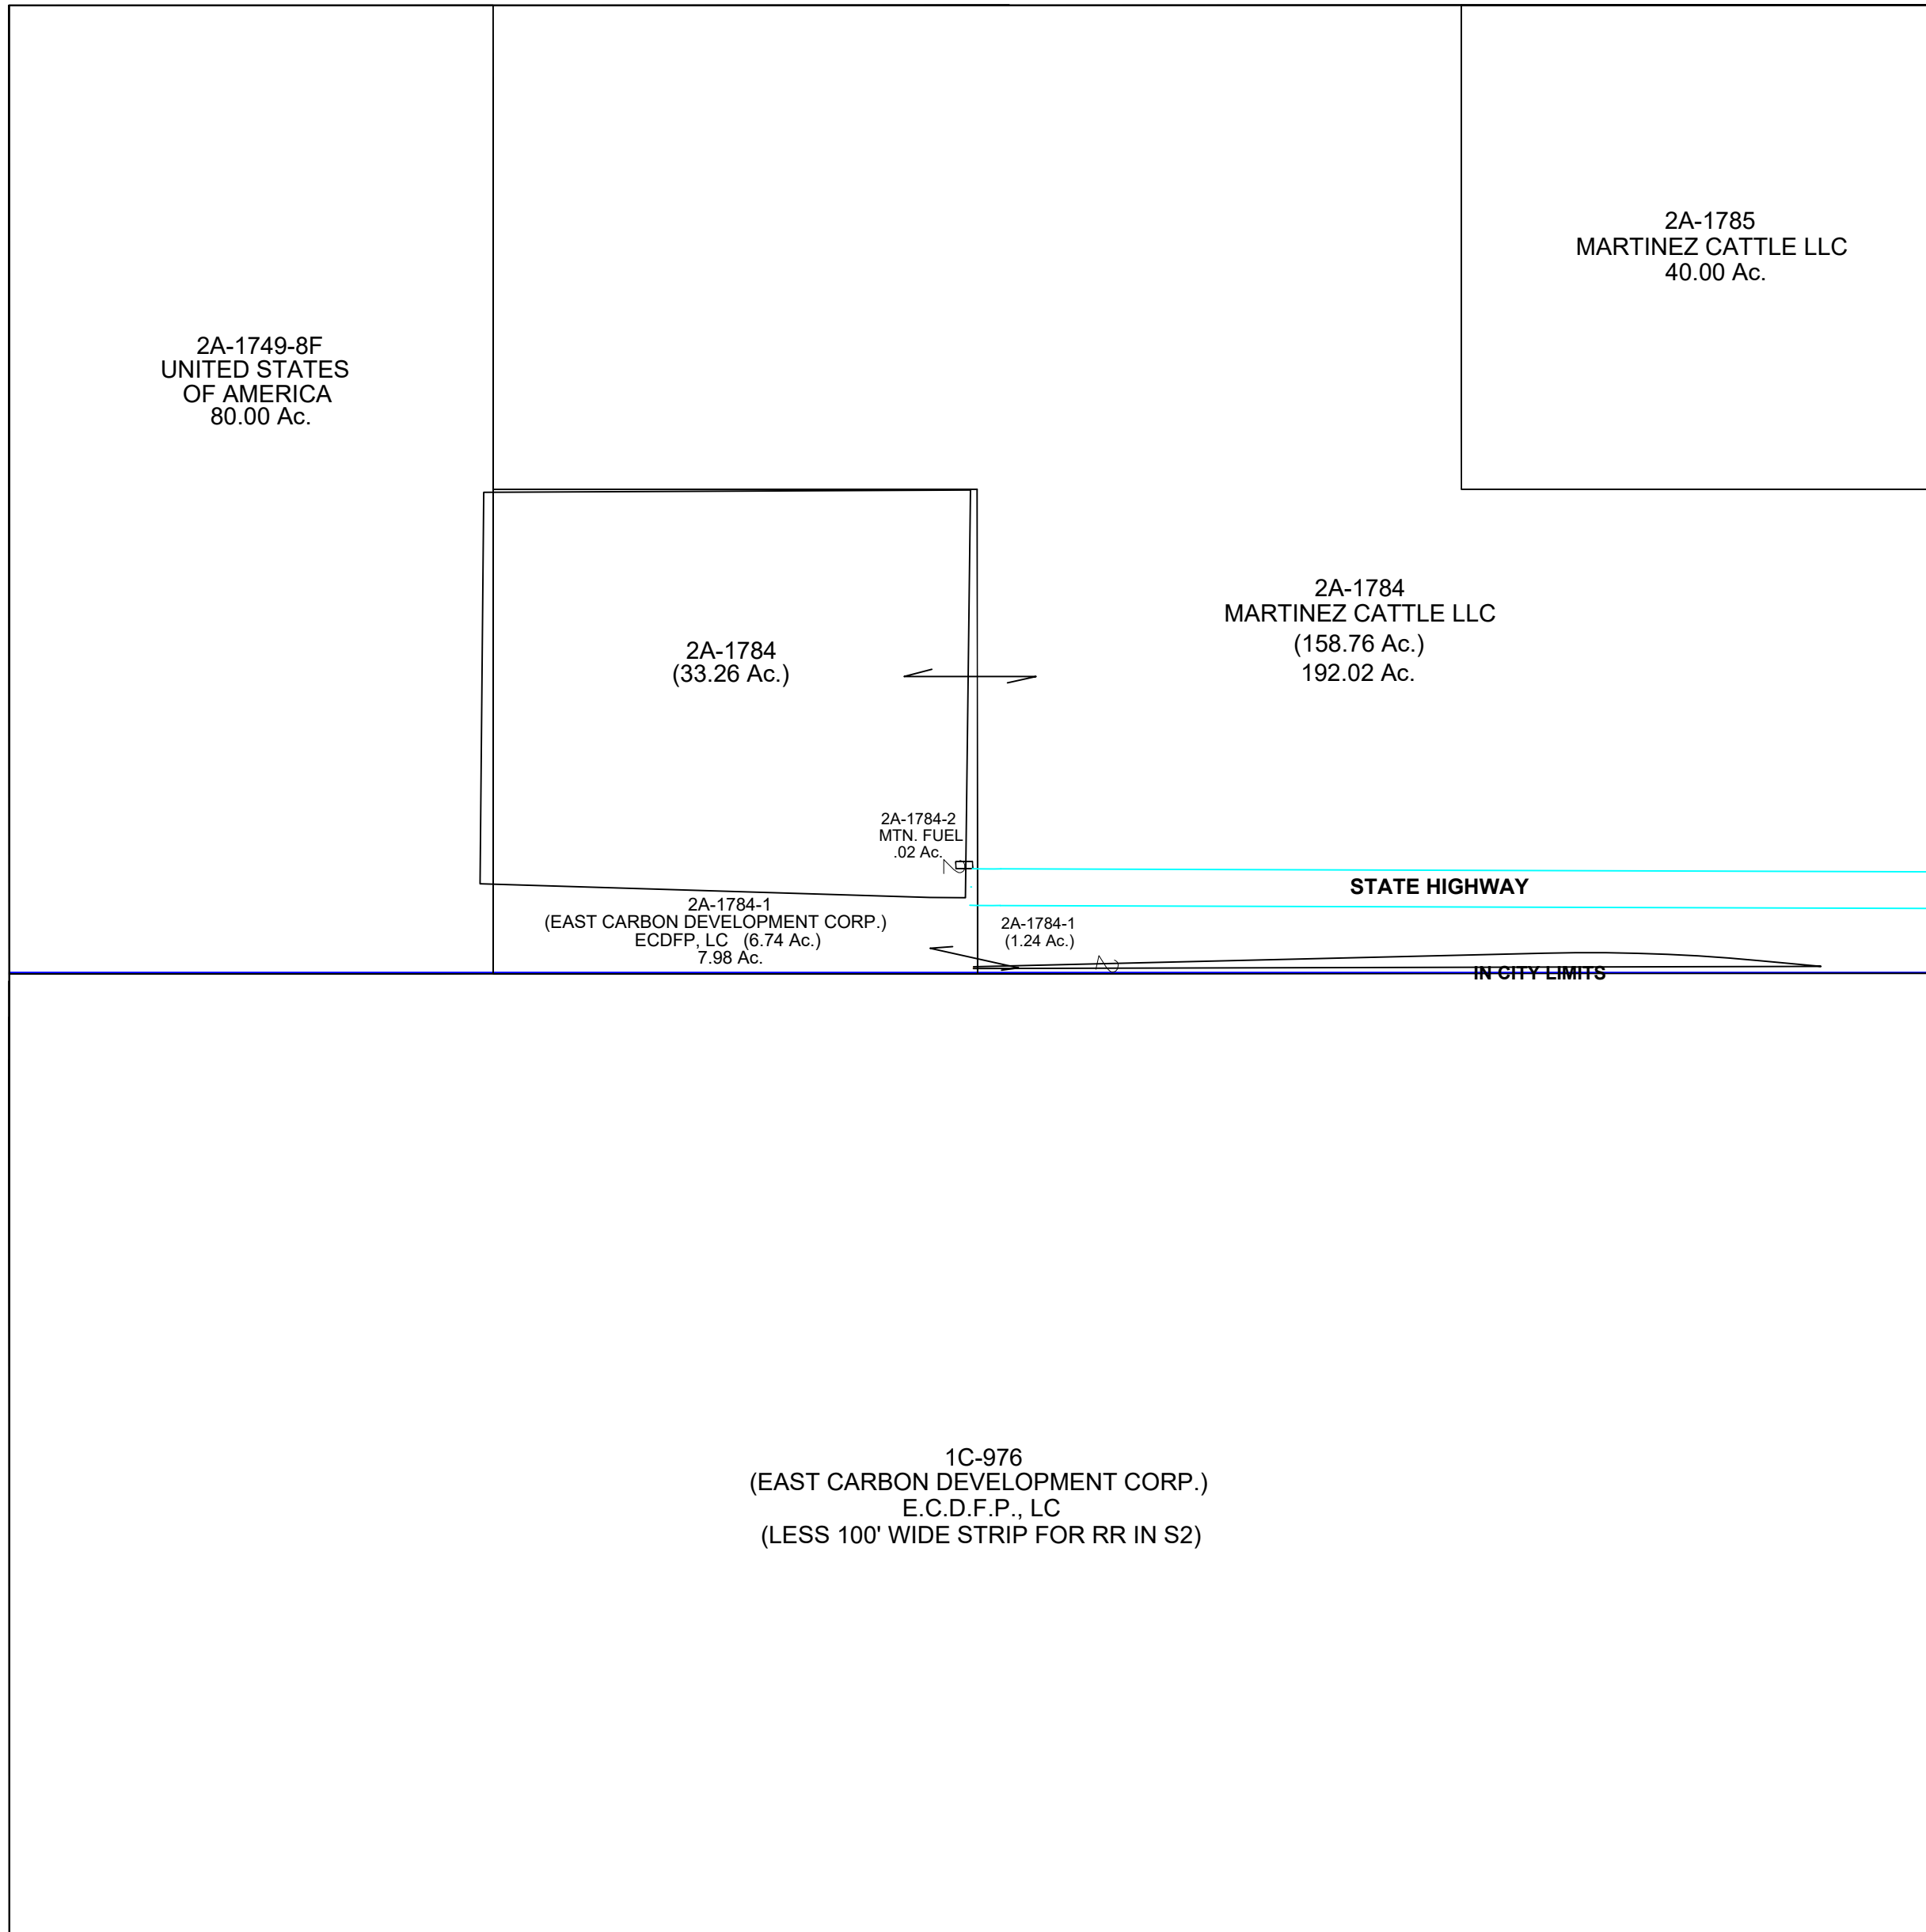 2A-1785
MARTINEZ CATTLE LLC
40.00 Ac.
2A-1749-8F
UNITED STATES
OF AMERICA
80.00 Ac.
2A-1784
MARTINEZ CATTLE LLC
(158.76 Ac.)
192.02 Ac.
2A-1784
(33.26 Ac.)
2A-1784-2
MTN. FUEL
.02 Ac.
STATE HIGHWAY
2A-1784-1
(EAST CARBON DEVELOPMENT CORP.)
ECDFP, LC (6.74 Ac.)
7.98 Ac.
2A-1784-1
(1.24 Ac.)
IN CITY LIMITS
1C-976
(EAST CARBON DEVELOPMENT CORP.)
E.C.D.F.P., LC
(LESS 100' WIDE STRIP FOR RR IN S2)